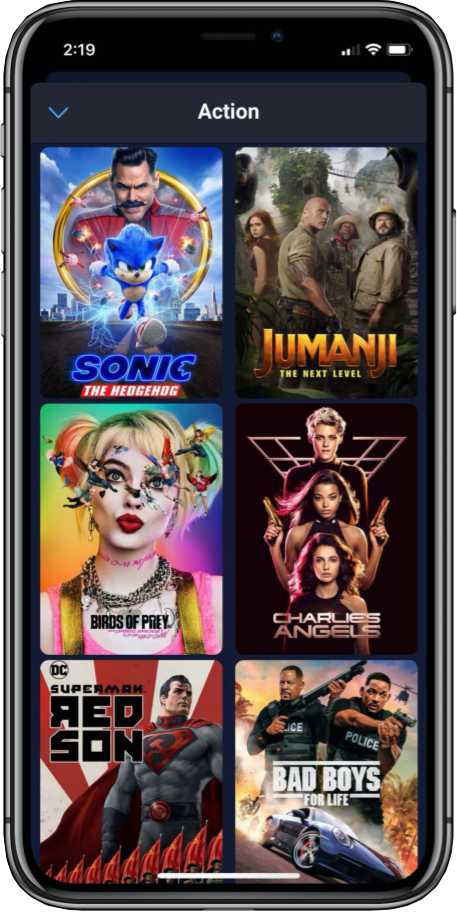 2:19
Action
SONIC
THE HEDGEHOG
JUMANJI
THE NEXT LEVEL
BIRDS OF PREY
CHARLIE'S
ANGELS
DC
SUPERMAN
RED
SON
POLICE
POLICE
BAD BOYS
FOR LIFE